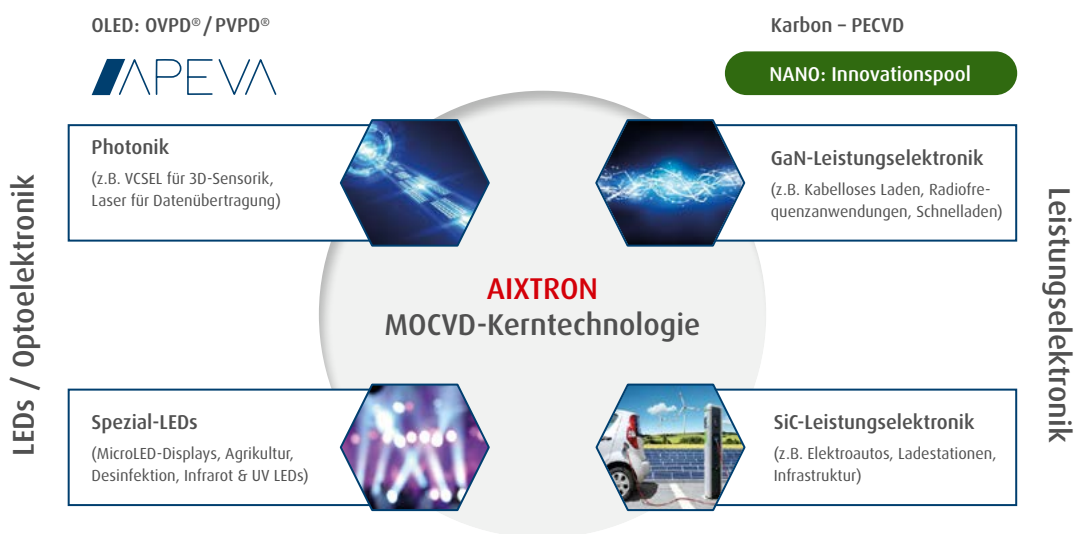 OLED: OVPD® / PVPD®
APEVA
Karbon – PECVD
NANO: Innovationspool
LEDs / Optoelektronik
Photonik
(z.B. VCSEL für 3D-Sensorik,
Laser für Datenübertragung)
GaN-Leistungselektronik
(z.B. Kabelloses Laden, Radiofre-
quenzanwendungen, Schnelladen)
Leistungselektronik
AIXTRON
MOCVD-Kerntechnologie
Spezial-LEDs
(MicroLED-Displays, Agrikultur,
Desinfektion, Infrarot & UV LEDs)
SiC-Leistungselektronik
(z.B. Elektroautos, Ladestationen,
Infrastruktur)